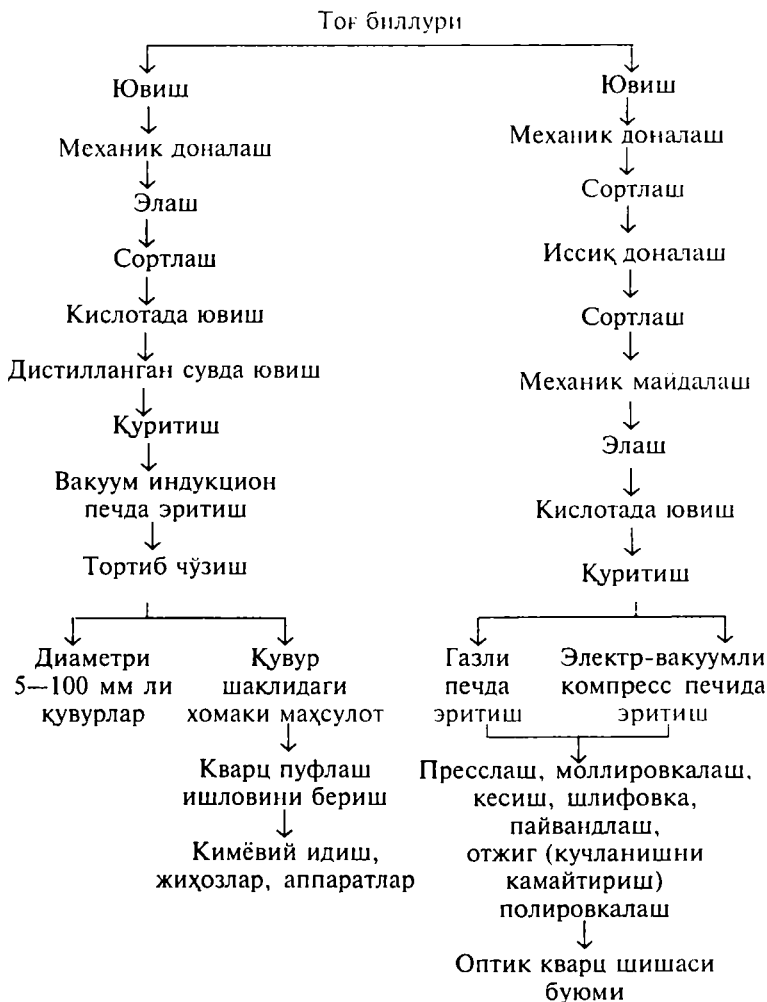 Тоғ биллури
Ювиш
Механик доналаш
Элаш
Сортлаш
Кислотада ювиш
Дистилланган сувда ювиш
Қуритиш
Вакуум индукцион
печда эритиш
Тортиб чўзиш
Диаметри
5—100 мм ли
қувурлар
Қувур
шаклидаги
хомаки маҳсулот
Кварц пуфлаш
ишловини бериш
Кимёвий идиш,
жиҳозлар, аппаратлар
Ювиш
Механик доналаш
Сортлаш
Иссиқ доналаш
Сортлаш
Механик майдалаш
Элаш
Кислотада ювиш
Қуритиш
Газли
печда
эритиш
Электр-вакуумли
компресс печида
эритиш
Пресслаш, моллировкалаш,
кесиш, шлифовка,
пайвандлаш,
отжиг (кучланишни
камайтириш)
полировкалаш
Оптик кварц шишаси
буюми